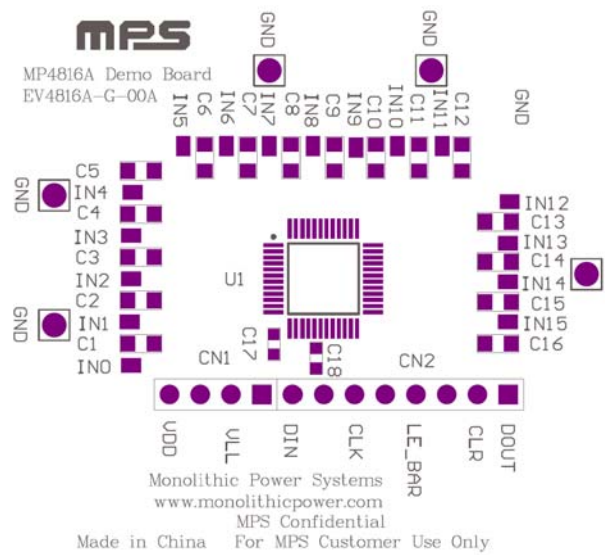 mps
MP4816A Demo Board
EV4816A-G-00A
GND
GND
GND
IN5
C6
IN6
C7
IN7
C8
IN8
C9
IN9
C10
IN10
C11
IN11
C12
C5
IN4
C4
IN3
C3
IN2
C2
IN1
C1
IN0
GND
GND
U1
IN12
C13
IN13
C14
IN14
C15
IN15
C16
C17
C18
CN1
CN2
VDD
VLL
DIN
CLK
LE_BAR
CLR
DOUT
Monolithic Power Systems
www.monolithicpower.com
MPS Confidential
Made in China For MPS Customer Use Only